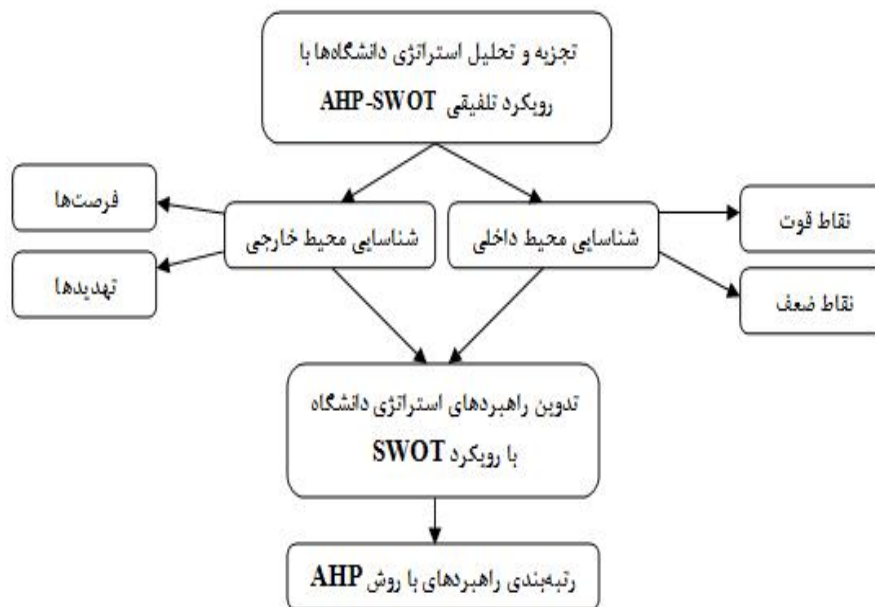 تجزیه و تحلیل استراتژی دانشگاه‌ها با
رویکرد تلفیقی AHP-SWOT
نقاط قوت
شناسایی محیط داخلی
شناسایی محیط خارجی
فرصت‌ها
نقاط ضعف
تهدیدها
تدوین راهبردهای استراتژی دانشگاه
با رویکرد SWOT
رتبه‌بندی راهبردهای با روش AHP